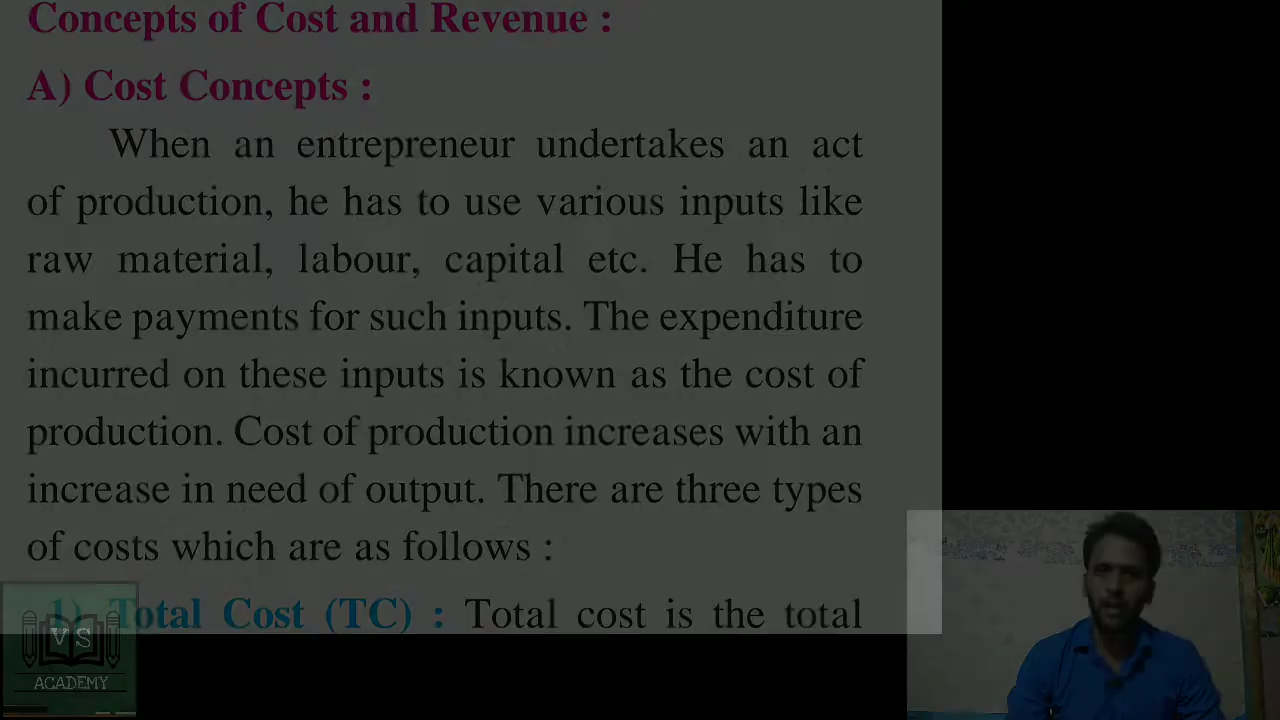 Concepts of Cost and Revenue :
A) Cost Concepts :
When an entrepreneur undertakes an act
of production, he has to use various inputs like
raw material, labour, capital etc. He has to
make payments for such inputs. The expenditure
incurred on these inputs is known as the cost of
production. Cost of production increases with an
increase in need of output. There are three types
of costs which are as follows :
1) Total Cost (TC) : Total cost is the total
VS
ACADEMY